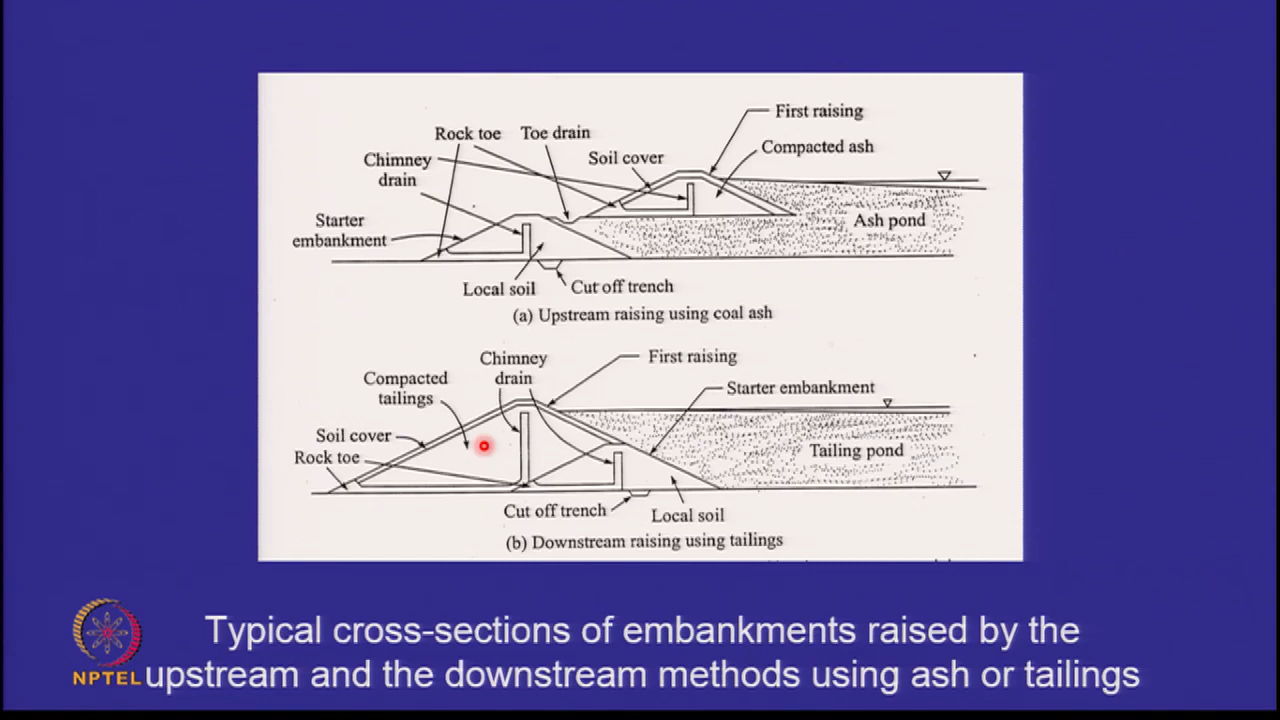 First raising
Rock toe
Toe drain
Compacted ash
Chimney
drain
Soil cover
Starter
embankment
Ash pond
Local soil
Cut off trench
(a) Upstream raising using coal ash
Chimney
drain
First raising
Compacted
tailings
Starter embankment
Soil cover
Rock toe
Tailing pond
Cut off trench
Local soil
(b) Downstream raising using tailings
Typical cross-sections of embankments raised by the
upstream and the downstream methods using ash or tailings
NPTEL